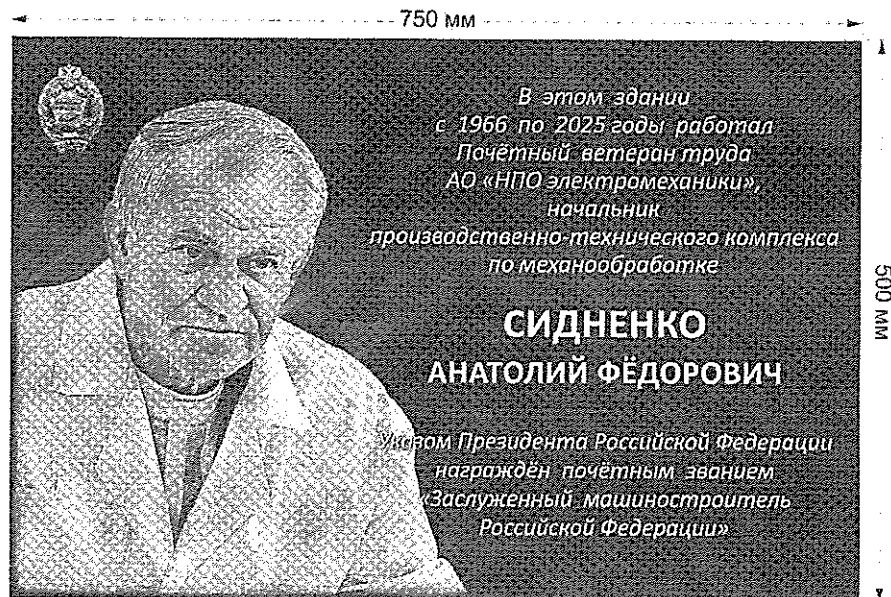 750 мм
В этом здании
с 1966 по 2025 годы работал
Почётный ветеран труда
АО «НПО электромеханики»,
начальник
производственно-технического комплекса
по механообработке
СИДНЕНКО
АНАТОЛИЙ ФЁДОРОВИЧ
Указом Президента Российской Федерации
награждён почётным званием
«Заслуженный машиностроитель
Российской Федерации»
500 мм